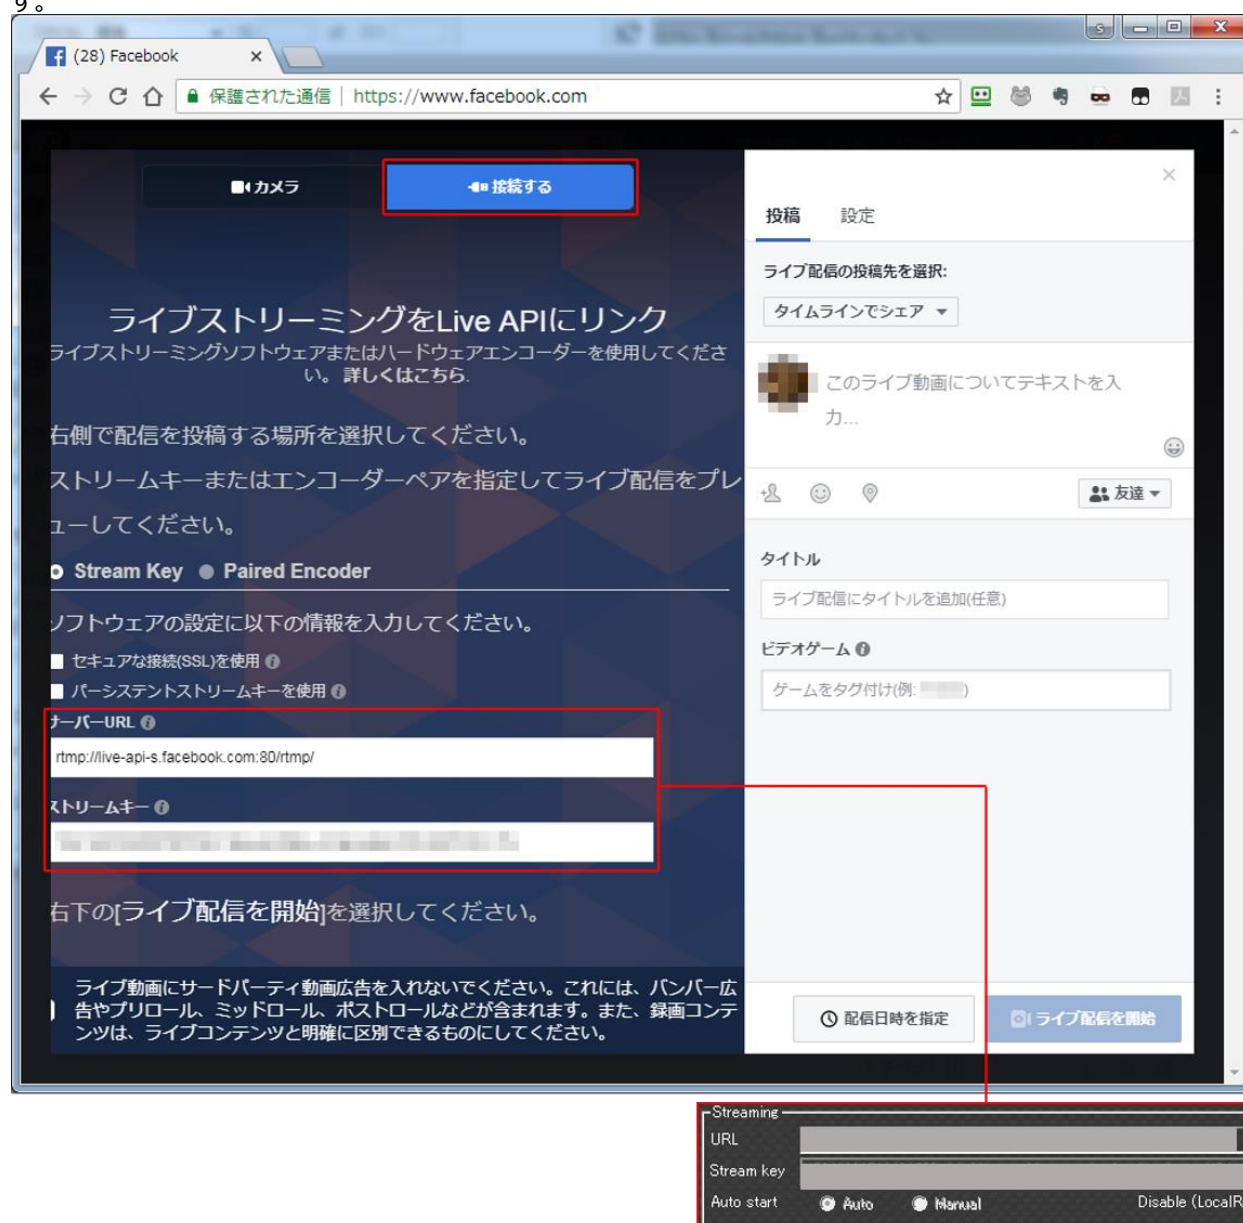 9。
(28) Facebook
保護された通信 | https://www.facebook.com
カメラ
接続する
ライブストリーミングをLive APIにリンク
ライブストリーミングソフトウェアまたはハードウェアエンコーダーを使用してくださ
い。詳しくはこちら.
右側で配信を投稿する場所を選択してください。
ストリームキーまたはエンコーダーペアを指定してライブ配信をプレ
ューしてください。
Stream Key Paired Encoder
ソフトウェアの設定に以下の情報を入力してください。
セキュアな接続(SSL)を使用
パーシステントストリームキーを使用
サーバーURL
rtmp://live-api-s.facebook.com:80/rtmp/
ストリームキー
右下の[ライブ配信を開始]を選択してください。
ライブ動画にサードパーティ動画広告を入れないでください。これには、バンパー広
告やプリロール、ミッドロール、ポストロールなどが含まれます。また、録画コンテ
ンツは、ライブコンテンツと明確に区別できるものにしてください。
投稿 設定
ライブ配信の投稿先を選択:
タイムラインでシェア
このライブ動画についてテキストを入
力...
友達
タイトル
ライブ配信にタイトルを追加(任意)
ビデオゲーム
ゲームをタグ付け(例: )
配信日時を指定
ライブ配信を開始
Streaming
URL
Stream key
Auto start Auto Manual Disable (LocalR